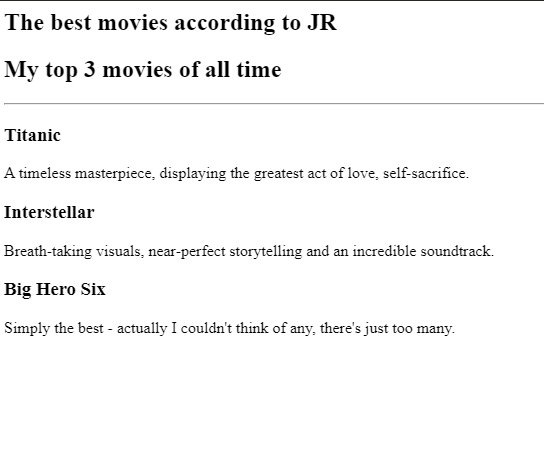 The best movies according to JR
My top 3 movies of all time
Titanic
A timeless masterpiece, displaying the greatest act of love, self-sacrifice.
Interstellar
Breath-taking visuals, near-perfect storytelling and an incredible soundtrack.
Big Hero Six
Simply the best - actually I couldn't think of any, there's just too many.